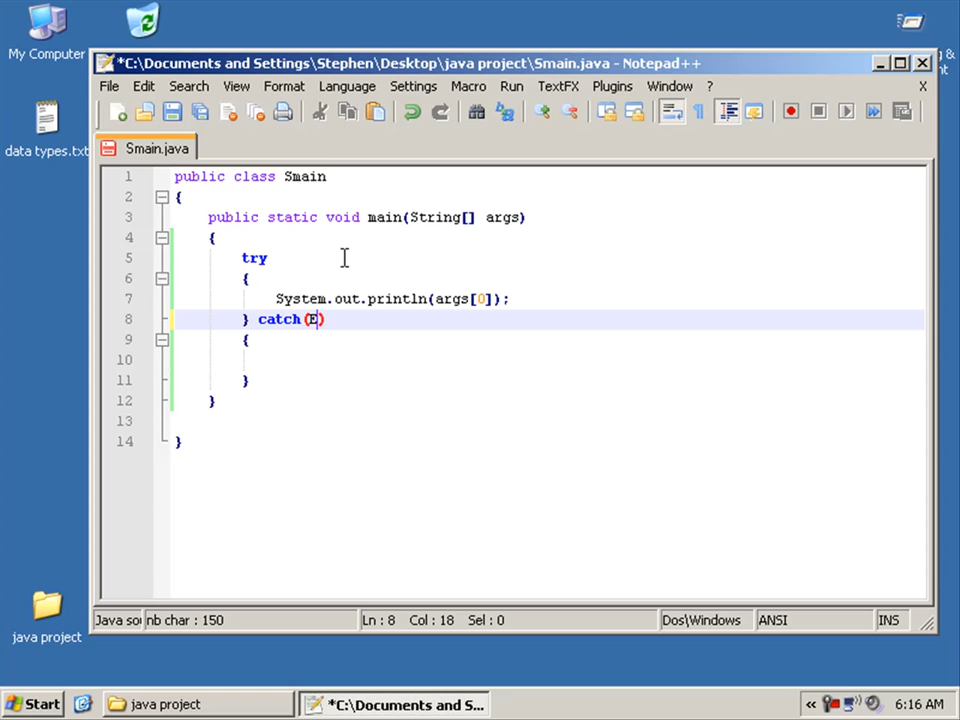 My Computer
data types.txt
*C:\Documents and Settings\Stephen\Desktop\java project\Smain.java - Notepad++
g &
nt
File Edit Search View Format Language Settings Macro Run TextFX Plugins Window ? X
Smain.java
1 public class Smain
2 {
3 public static void main(String[] args)
4 {
5 try
6 {
7 System.out.println(args[0]);
8 } catch(E)
9 {
10
11 }
12 }
13
14 }
Java sou nb char : 150 Ln : 8 Col : 18 Sel : 0 Dos\Windows ANSI INS
java project
Start java project *C:\Documents and S... « 6:16 AM